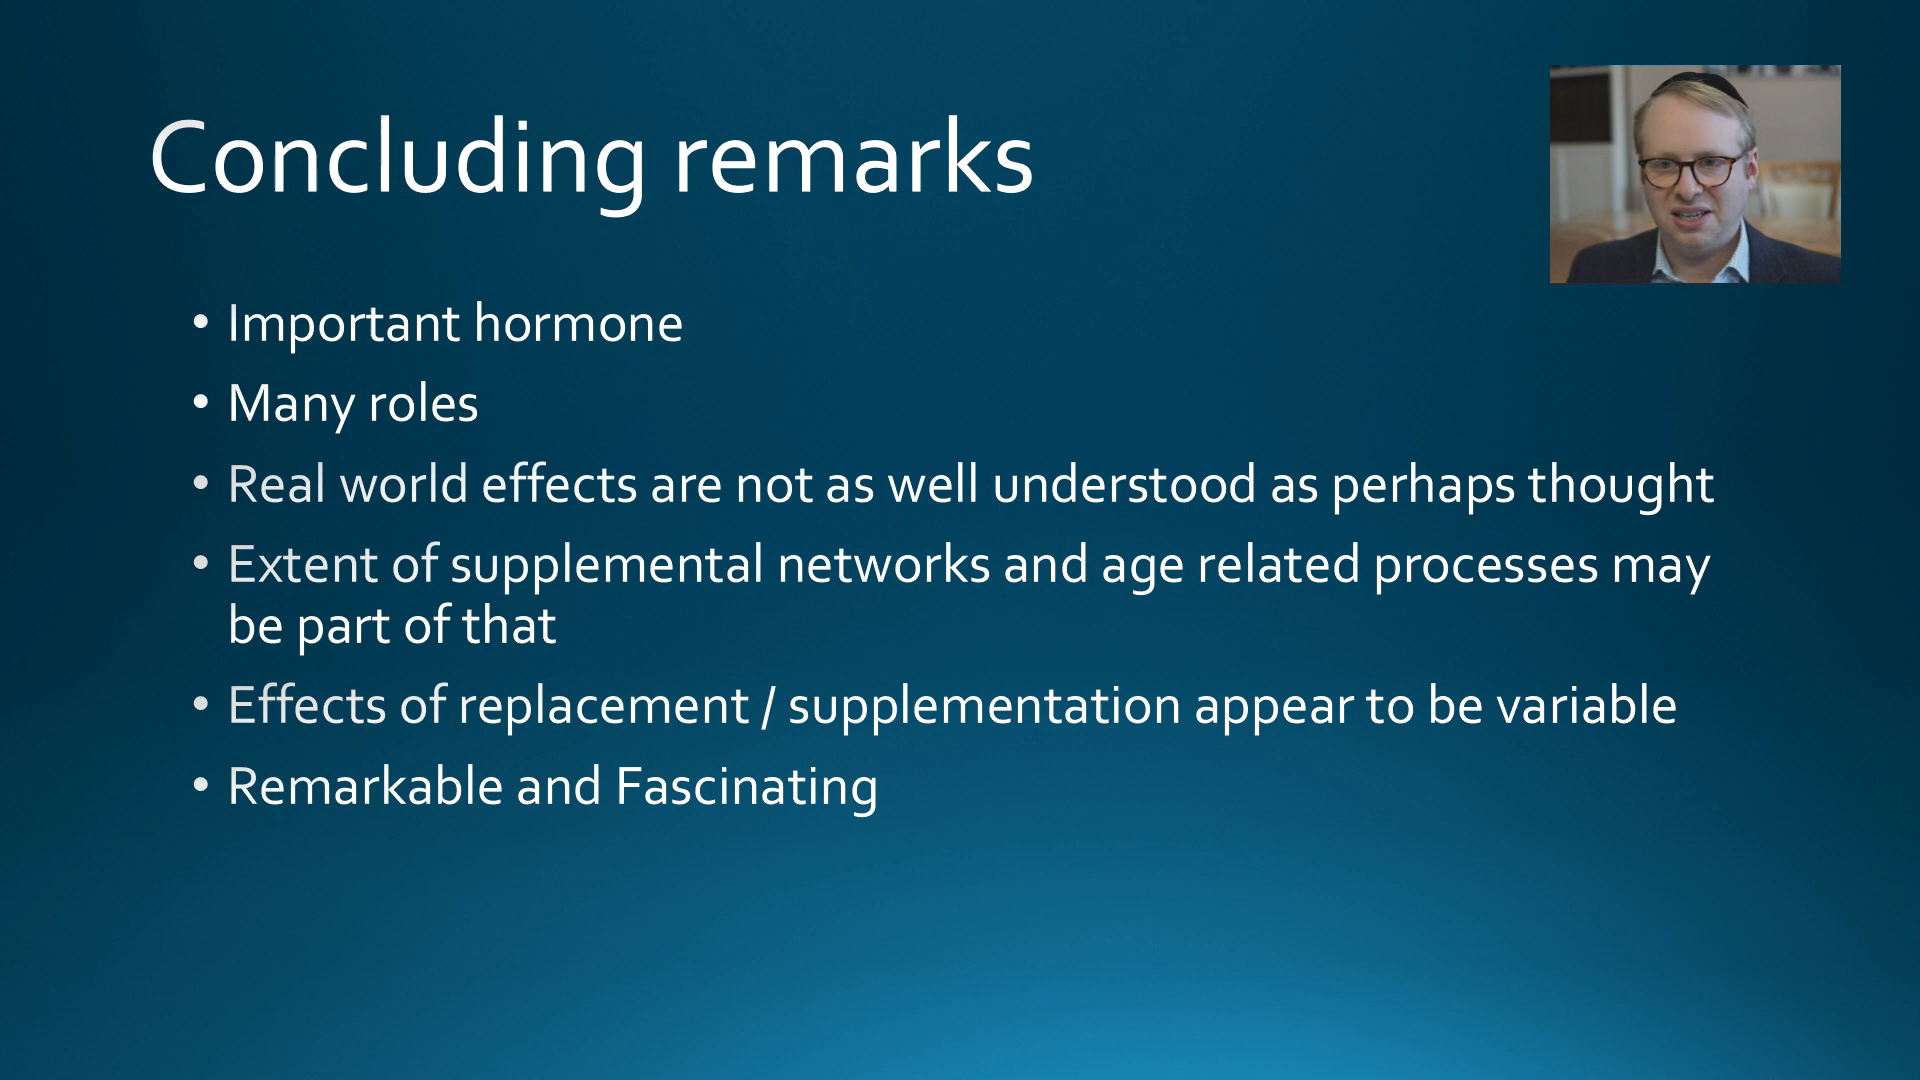 Concluding remarks
• Important hormone
• Many roles
• Real world effects are not as well understood as perhaps thought
• Extent of supplemental networks and age related processes may
be part of that
• Effects of replacement / supplementation appear to be variable
• Remarkable and Fascinating